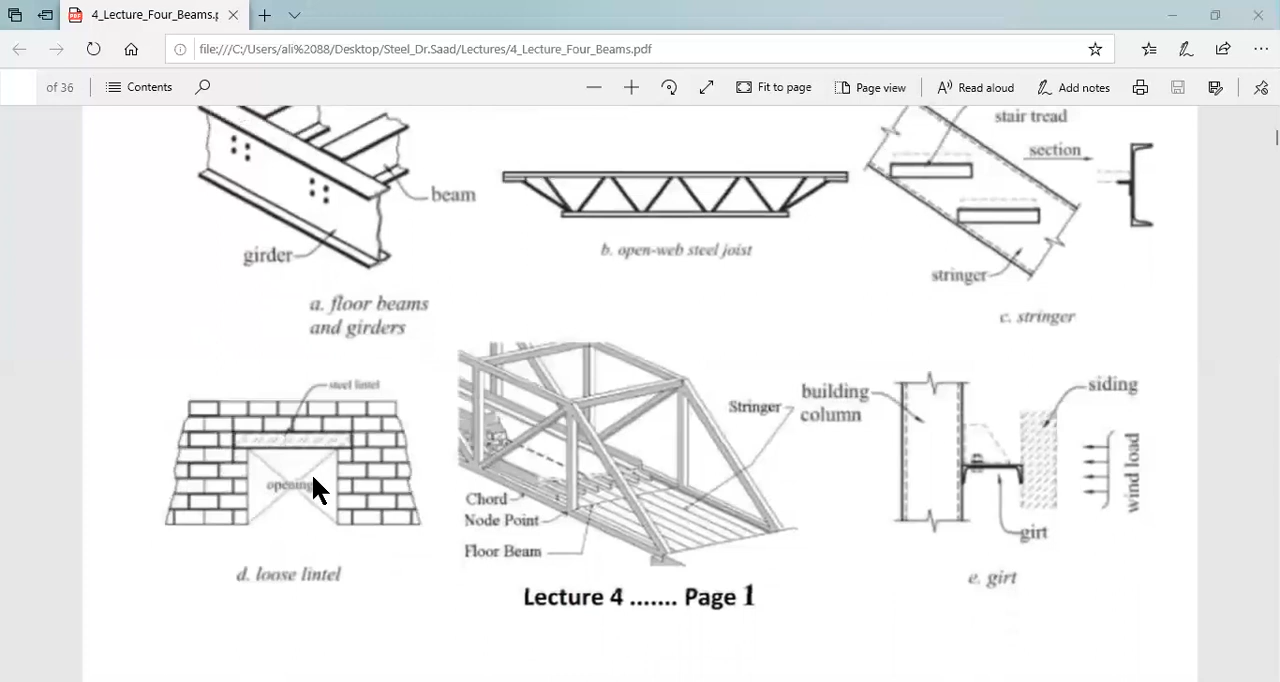 4_Lecture_Four_Beams.p
file:///C:/Users/ali%2088/Desktop/Steel_Dr.Saad/Lectures/4_Lecture_Four_Beams.pdf
of 36
Contents
Fit to page
Page view
Read aloud
Add notes
beam
girder
a. floor beams
and girders
b. open-web steel joist
stair tread
section
stringer
c. stringer
steel lintel
opening
d. loose lintel
Stringer
Chord
Node Point
Floor Beam
building
column
siding
wind load
girt
e. girt
Lecture 4 ....... Page 1